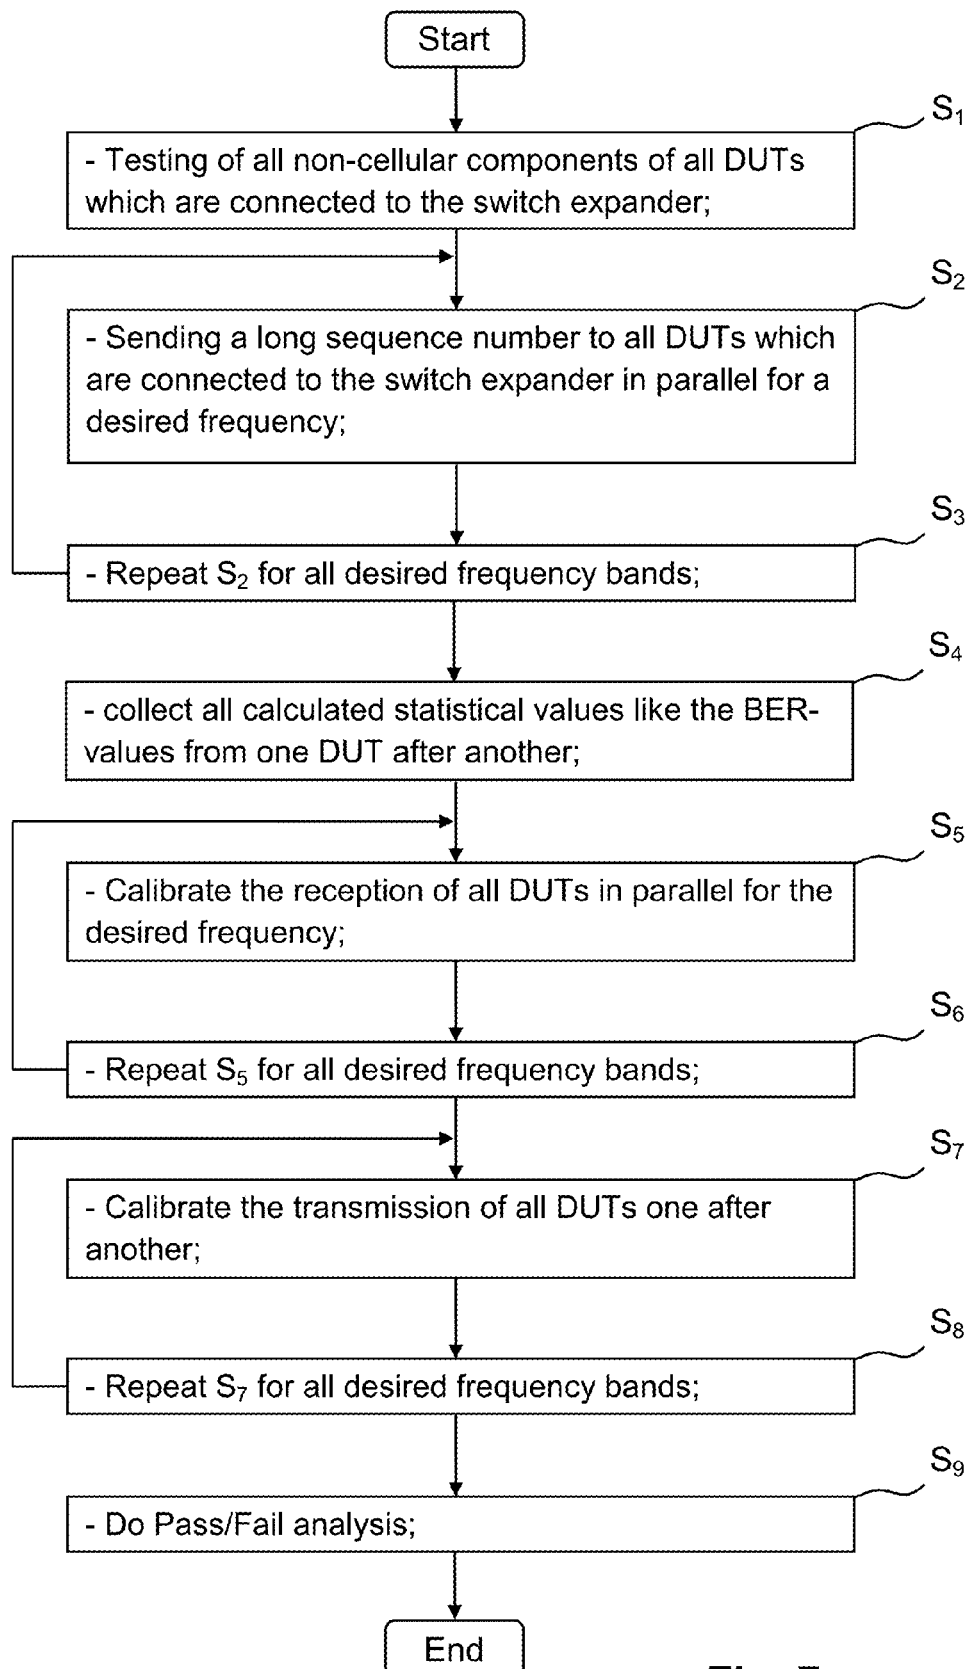 Start
S₁
- Testing of all non-cellular components of all DUTs
which are connected to the switch expander;
S₂
- Sending a long sequence number to all DUTs which
are connected to the switch expander in parallel for a
desired frequency;
S₃
- Repeat S₂ for all desired frequency bands;
S₄
- collect all calculated statistical values like the BER-
values from one DUT after another;
S₅
- Calibrate the reception of all DUTs in parallel for the
desired frequency;
S₆
- Repeat S₅ for all desired frequency bands;
S₇
- Calibrate the transmission of all DUTs one after
another;
S₈
- Repeat S₇ for all desired frequency bands;
S₉
- Do Pass/Fail analysis;
End